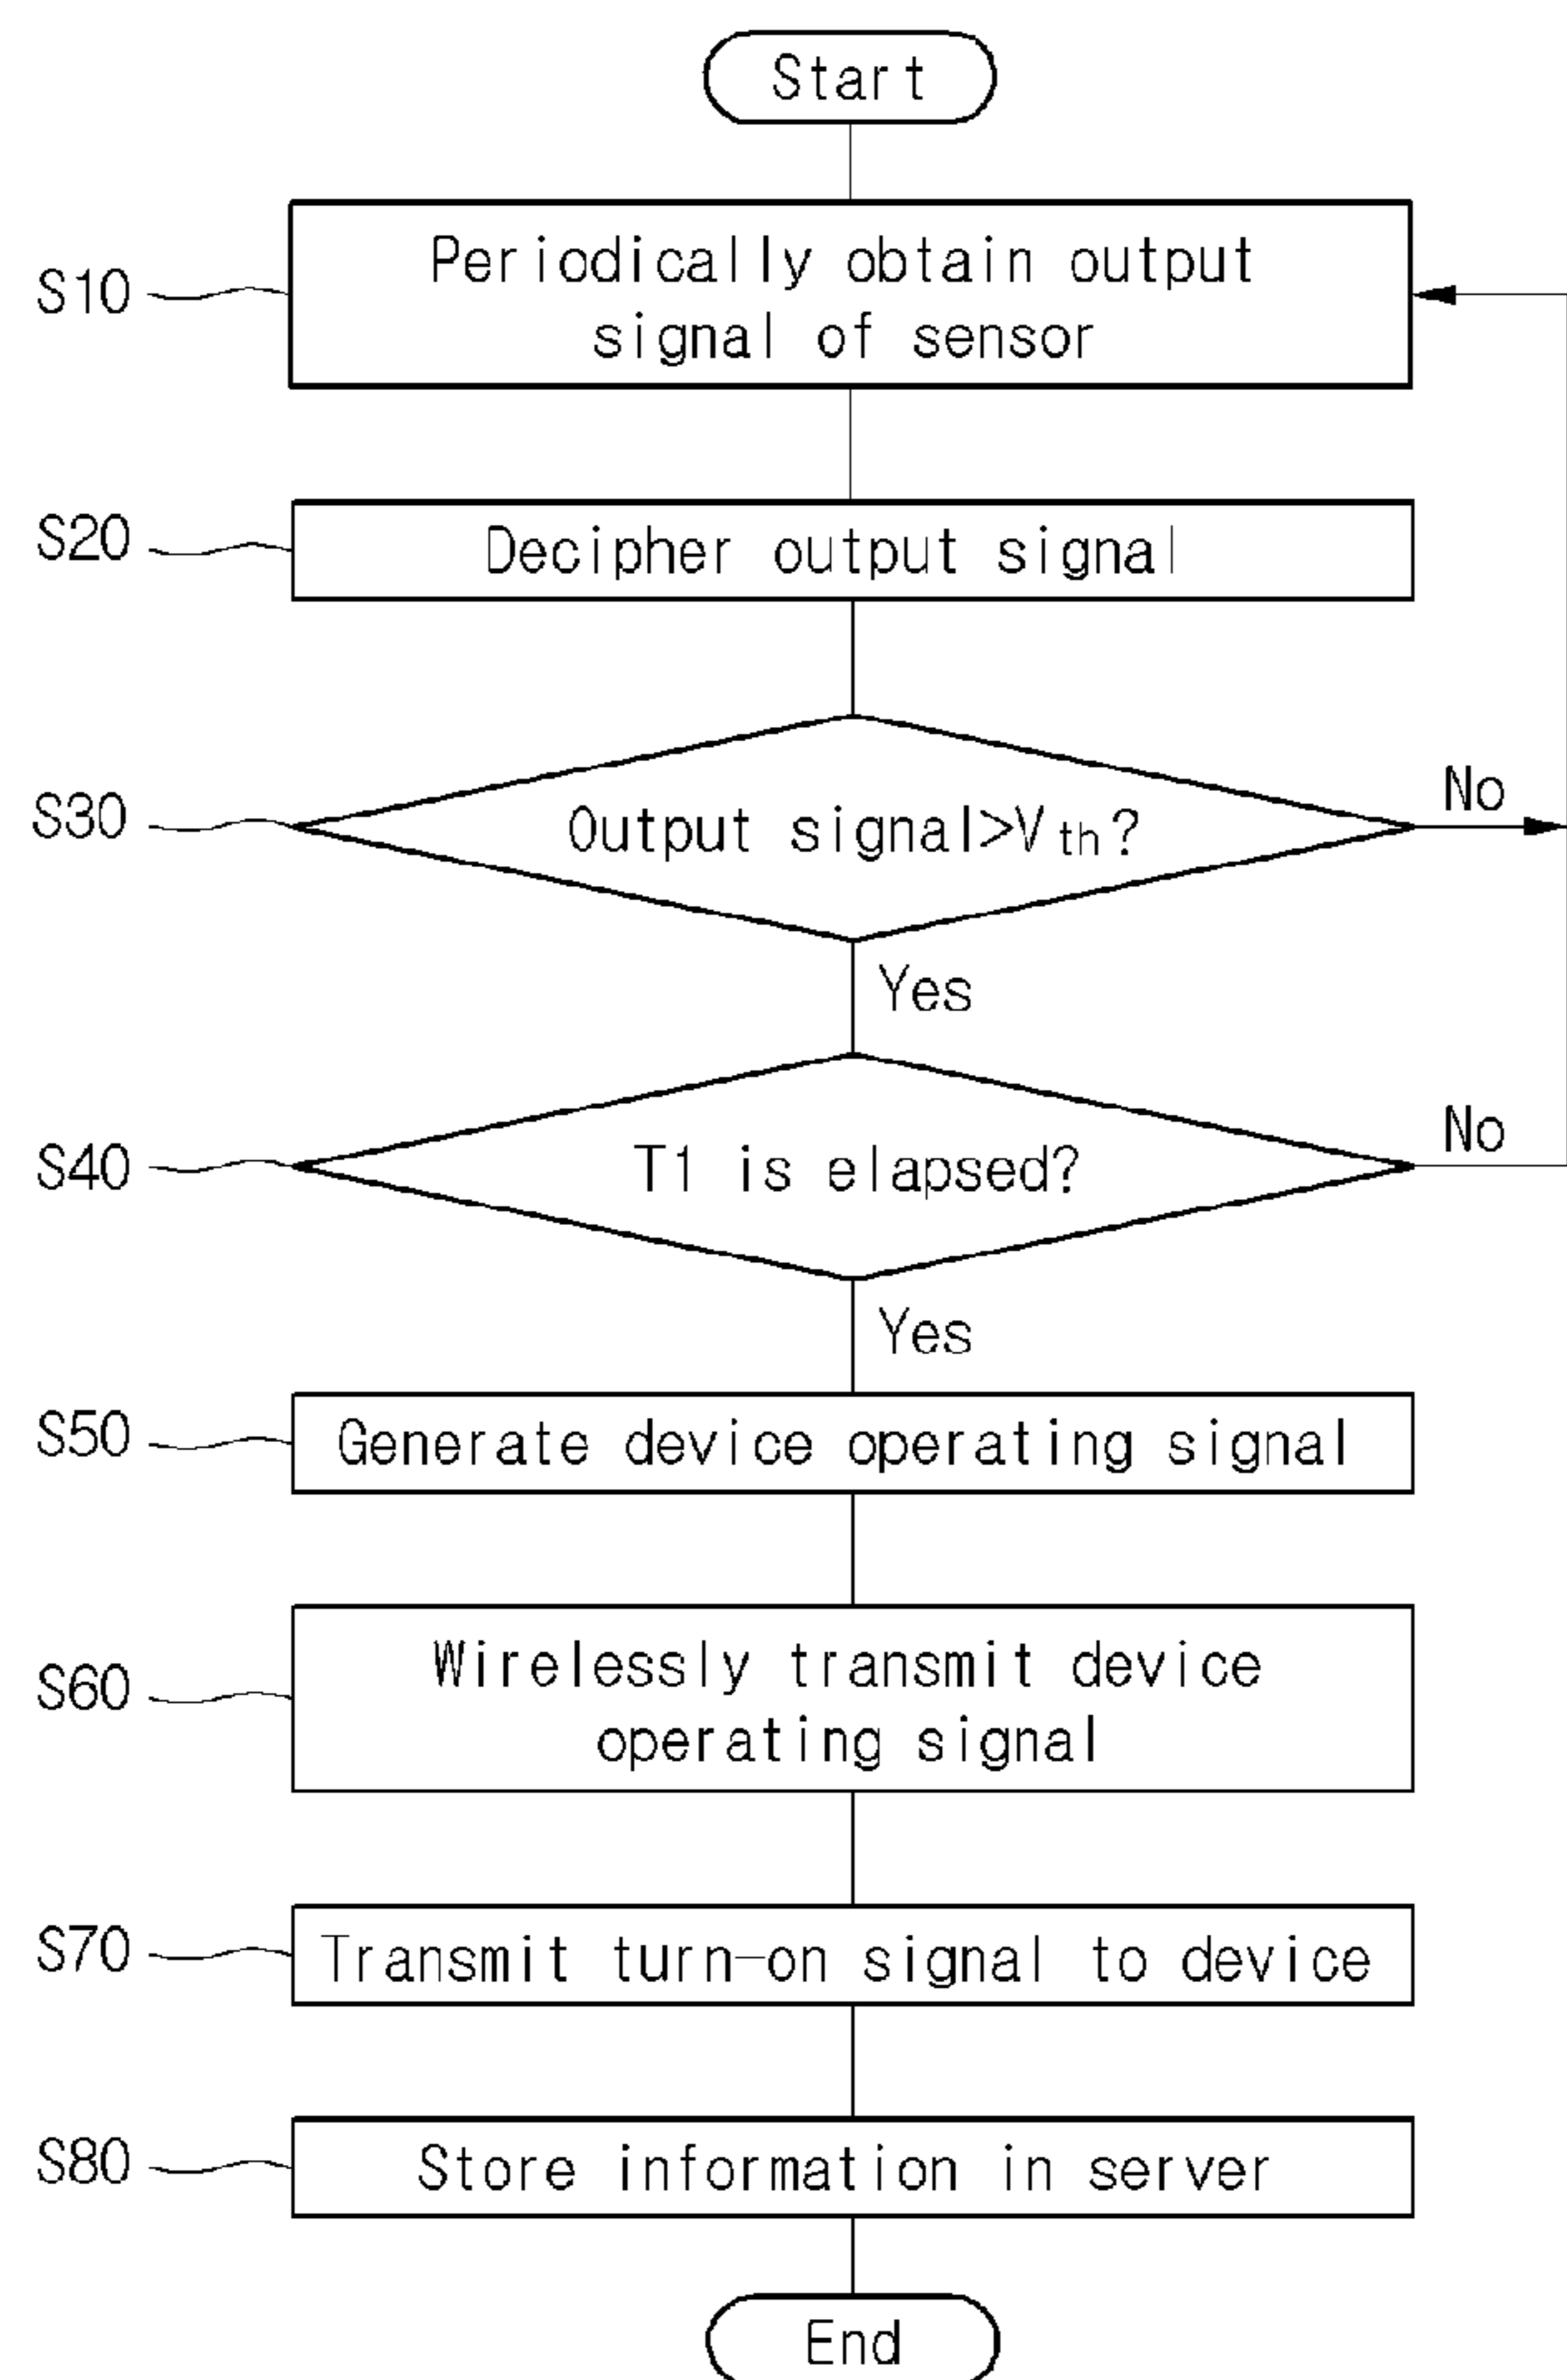 Start
S10
Periodically obtain output
signal of sensor
S20
Decipher output signal
S30
Output signal>Vth?
No
Yes
S40
T1 is elapsed?
No
Yes
S50
Generate device operating signal
S60
Wirelessly transmit device
operating signal
S70
Transmit turn-on signal to device
S80
Store information in server
End